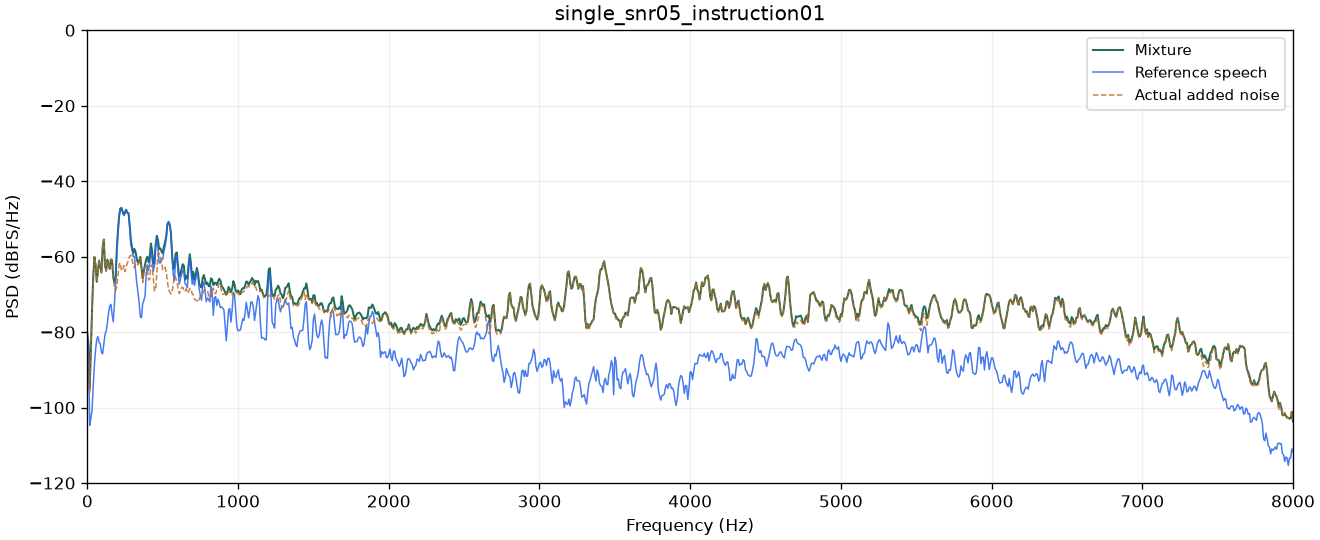 single_snr05_instruction01
Mixture
Reference speech
Actual added noise
0
−20
−40
−60
−80
−100
−120
PSD (dBFS/Hz)
0 1000 2000 3000 4000 5000 6000 7000 8000
Frequency (Hz)